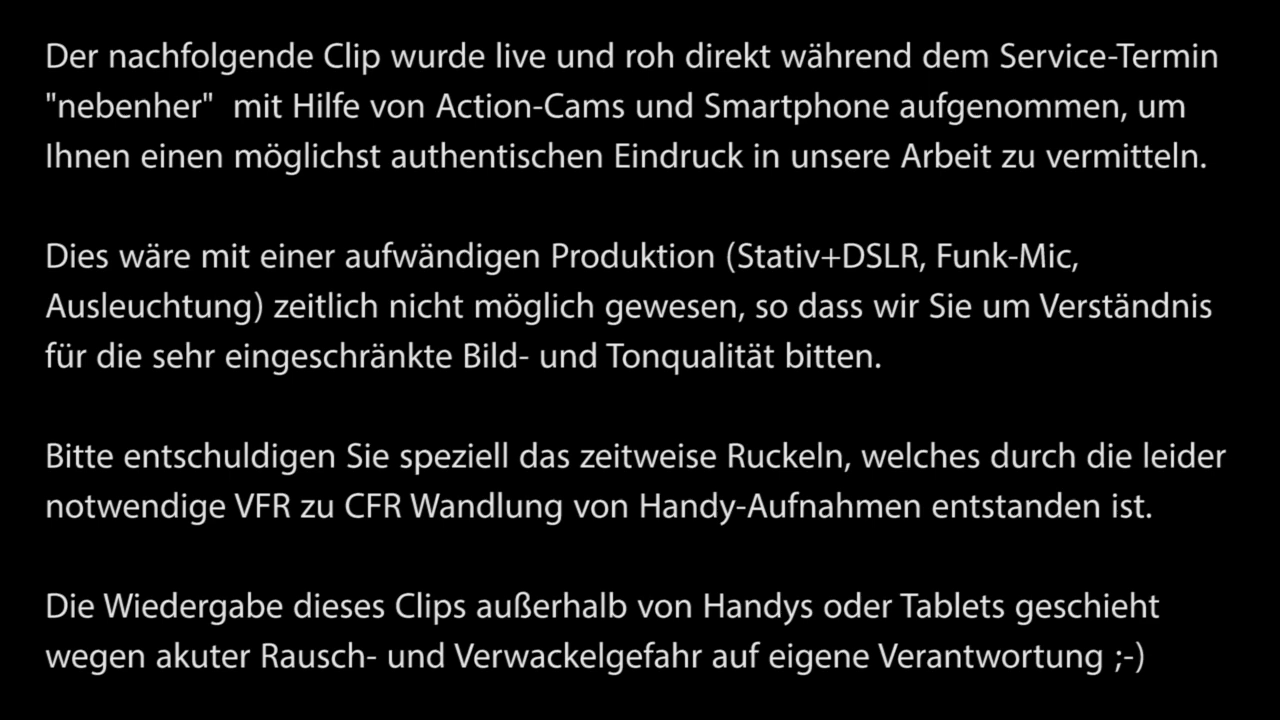 Der nachfolgende Clip wurde live und roh direkt während dem Service-Termin
"nebenher"  mit Hilfe von Action-Cams und Smartphone aufgenommen, um
Ihnen einen möglichst authentischen Eindruck in unsere Arbeit zu vermitteln.
Dies wäre mit einer aufwändigen Produktion (Stativ+DSLR, Funk-Mic,
Ausleuchtung) zeitlich nicht möglich gewesen, so dass wir Sie um Verständnis
für die sehr eingeschränkte Bild- und Tonqualität bitten.
Bitte entschuldigen Sie speziell das zeitweise Ruckeln, welches durch die leider
notwendige VFR zu CFR Wandlung von Handy-Aufnahmen entstanden ist.
Die Wiedergabe dieses Clips außerhalb von Handys oder Tablets geschieht
wegen akuter Rausch- und Verwackelgefahr auf eigene Verantwortung ;-)